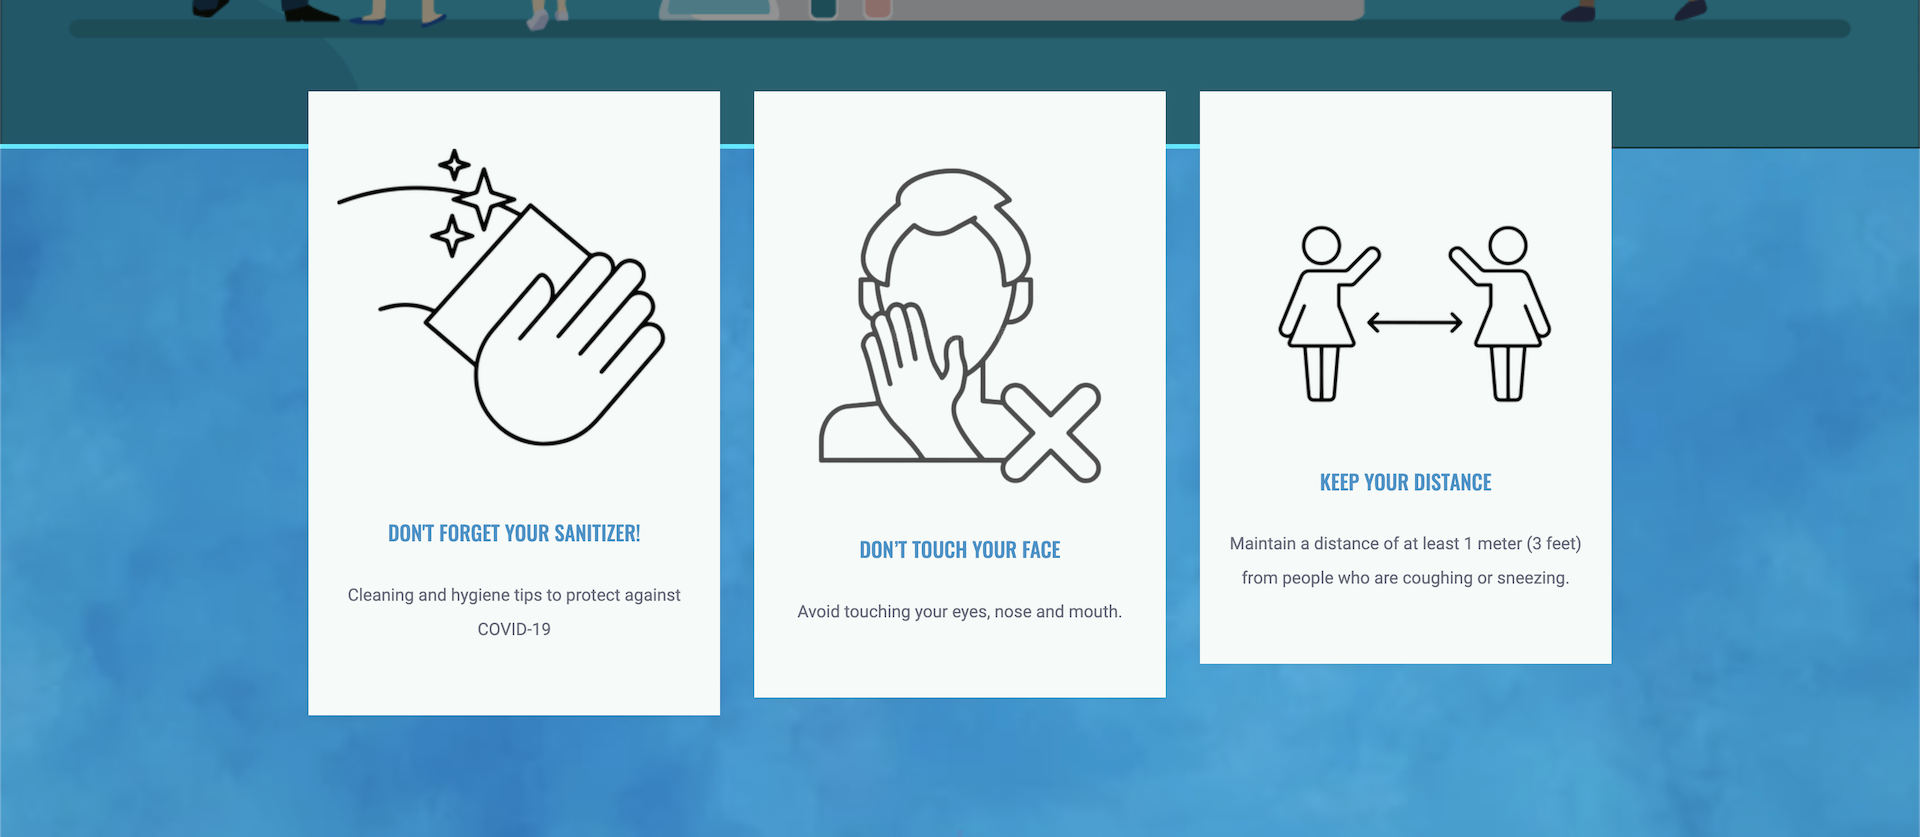 DON'T FORGET YOUR SANITIZER!
Cleaning and hygiene tips to protect against
COVID-19
DON'T TOUCH YOUR FACE
Avoid touching your eyes, nose and mouth.
KEEP YOUR DISTANCE
Maintain a distance of at least 1 meter (3 feet)
from people who are coughing or sneezing.